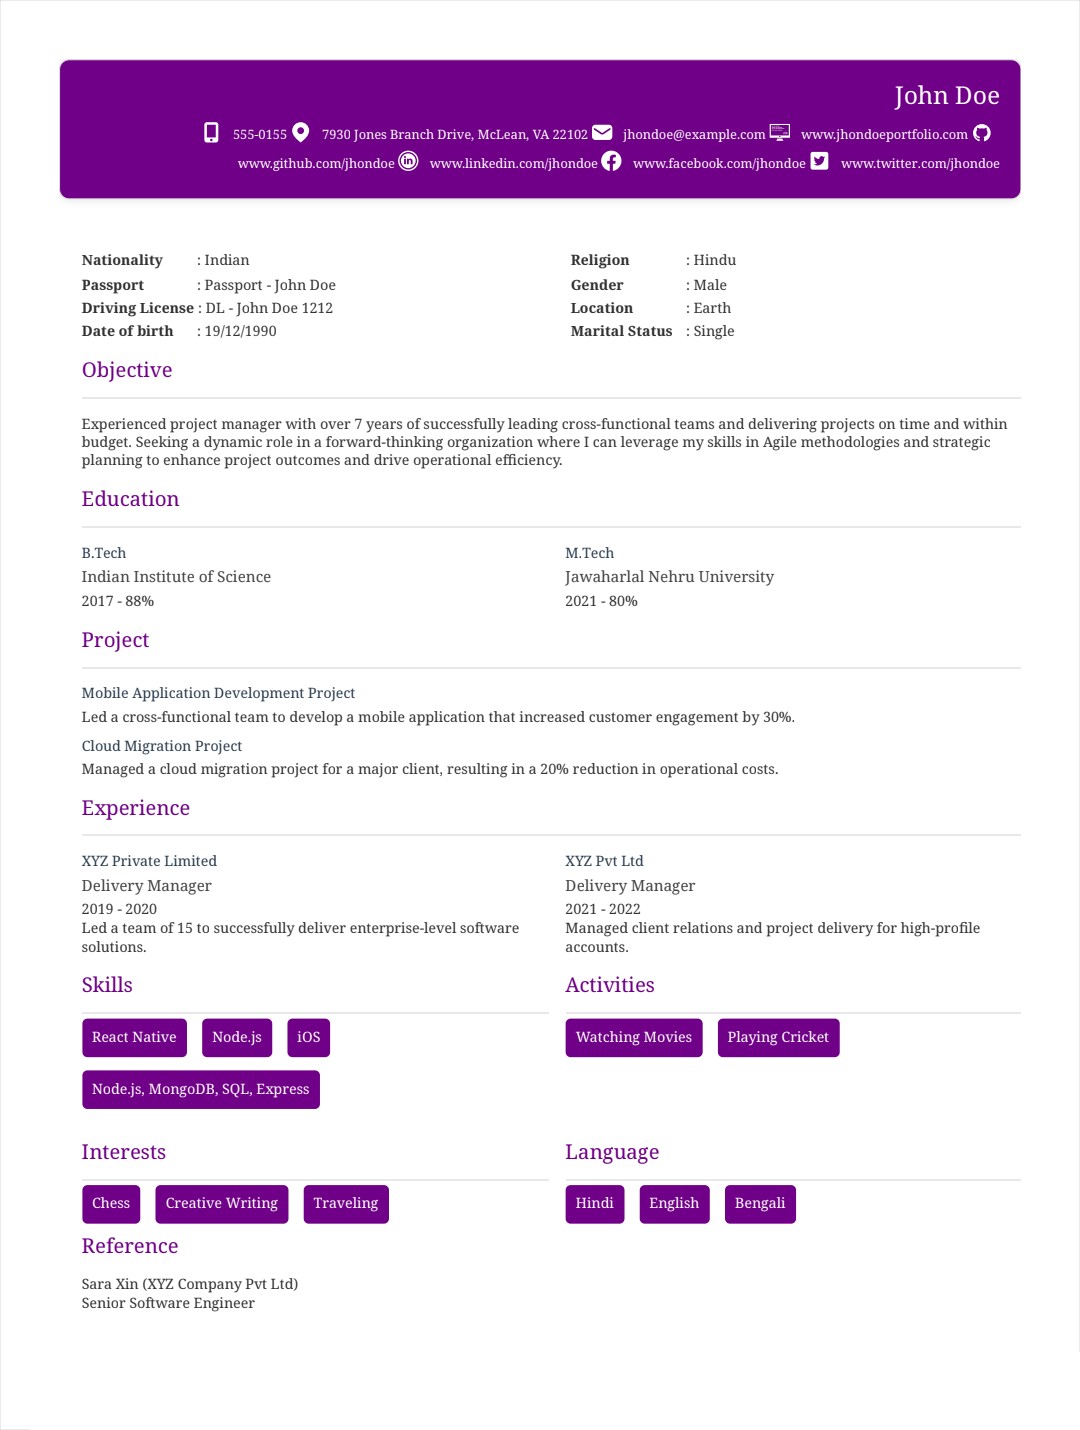 John Doe
555-0155 7930 Jones Branch Drive, McLean, VA 22102 jhondoe@example.com www.jhondoeportfolio.com
www.github.com/jhondoe www.linkedin.com/jhondoe www.facebook.com/jhondoe www.twitter.com/jhondoe
Nationality : Indian
Religion : Hindu
Passport : Passport - John Doe
Gender : Male
Driving License : DL - John Doe 1212
Location : Earth
Date of birth : 19/12/1990
Marital Status : Single
Objective
Experienced project manager with over 7 years of successfully leading cross-functional teams and delivering projects on time and within
budget. Seeking a dynamic role in a forward-thinking organization where I can leverage my skills in Agile methodologies and strategic
planning to enhance project outcomes and drive operational efficiency.
Education
B.Tech
Indian Institute of Science
2017 - 88%
M.Tech
Jawaharlal Nehru University
2021 - 80%
Project
Mobile Application Development Project
Led a cross-functional team to develop a mobile application that increased customer engagement by 30%.
Cloud Migration Project
Managed a cloud migration project for a major client, resulting in a 20% reduction in operational costs.
Experience
XYZ Private Limited
Delivery Manager
2019 - 2020
Led a team of 15 to successfully deliver enterprise-level software
solutions.
XYZ Pvt Ltd
Delivery Manager
2021 - 2022
Managed client relations and project delivery for high-profile
accounts.
Skills
React Native Node.js iOS
Node.js, MongoDB, SQL, Express
Activities
Watching Movies Playing Cricket
Interests
Chess Creative Writing Traveling
Language
Hindi English Bengali
Reference
Sara Xin (XYZ Company Pvt Ltd)
Senior Software Engineer